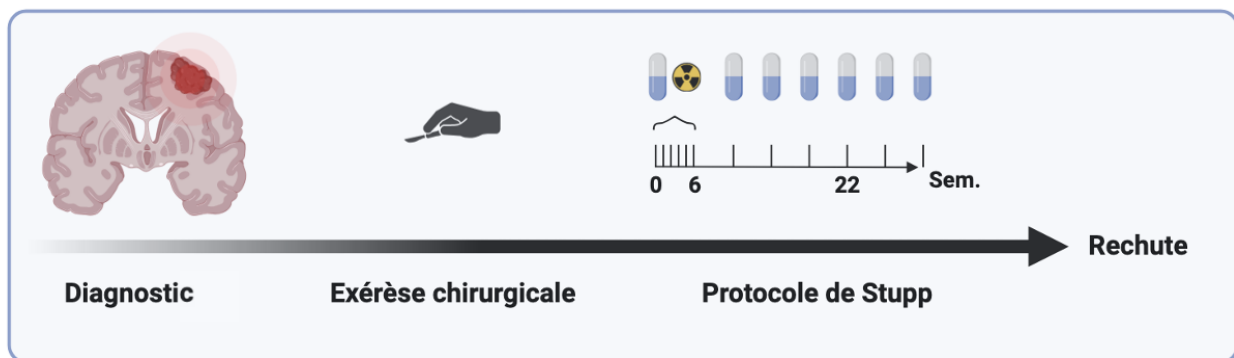 0 6 22 Sem.
Rechute
Diagnostic Exérèse chirurgicale Protocole de Stupp